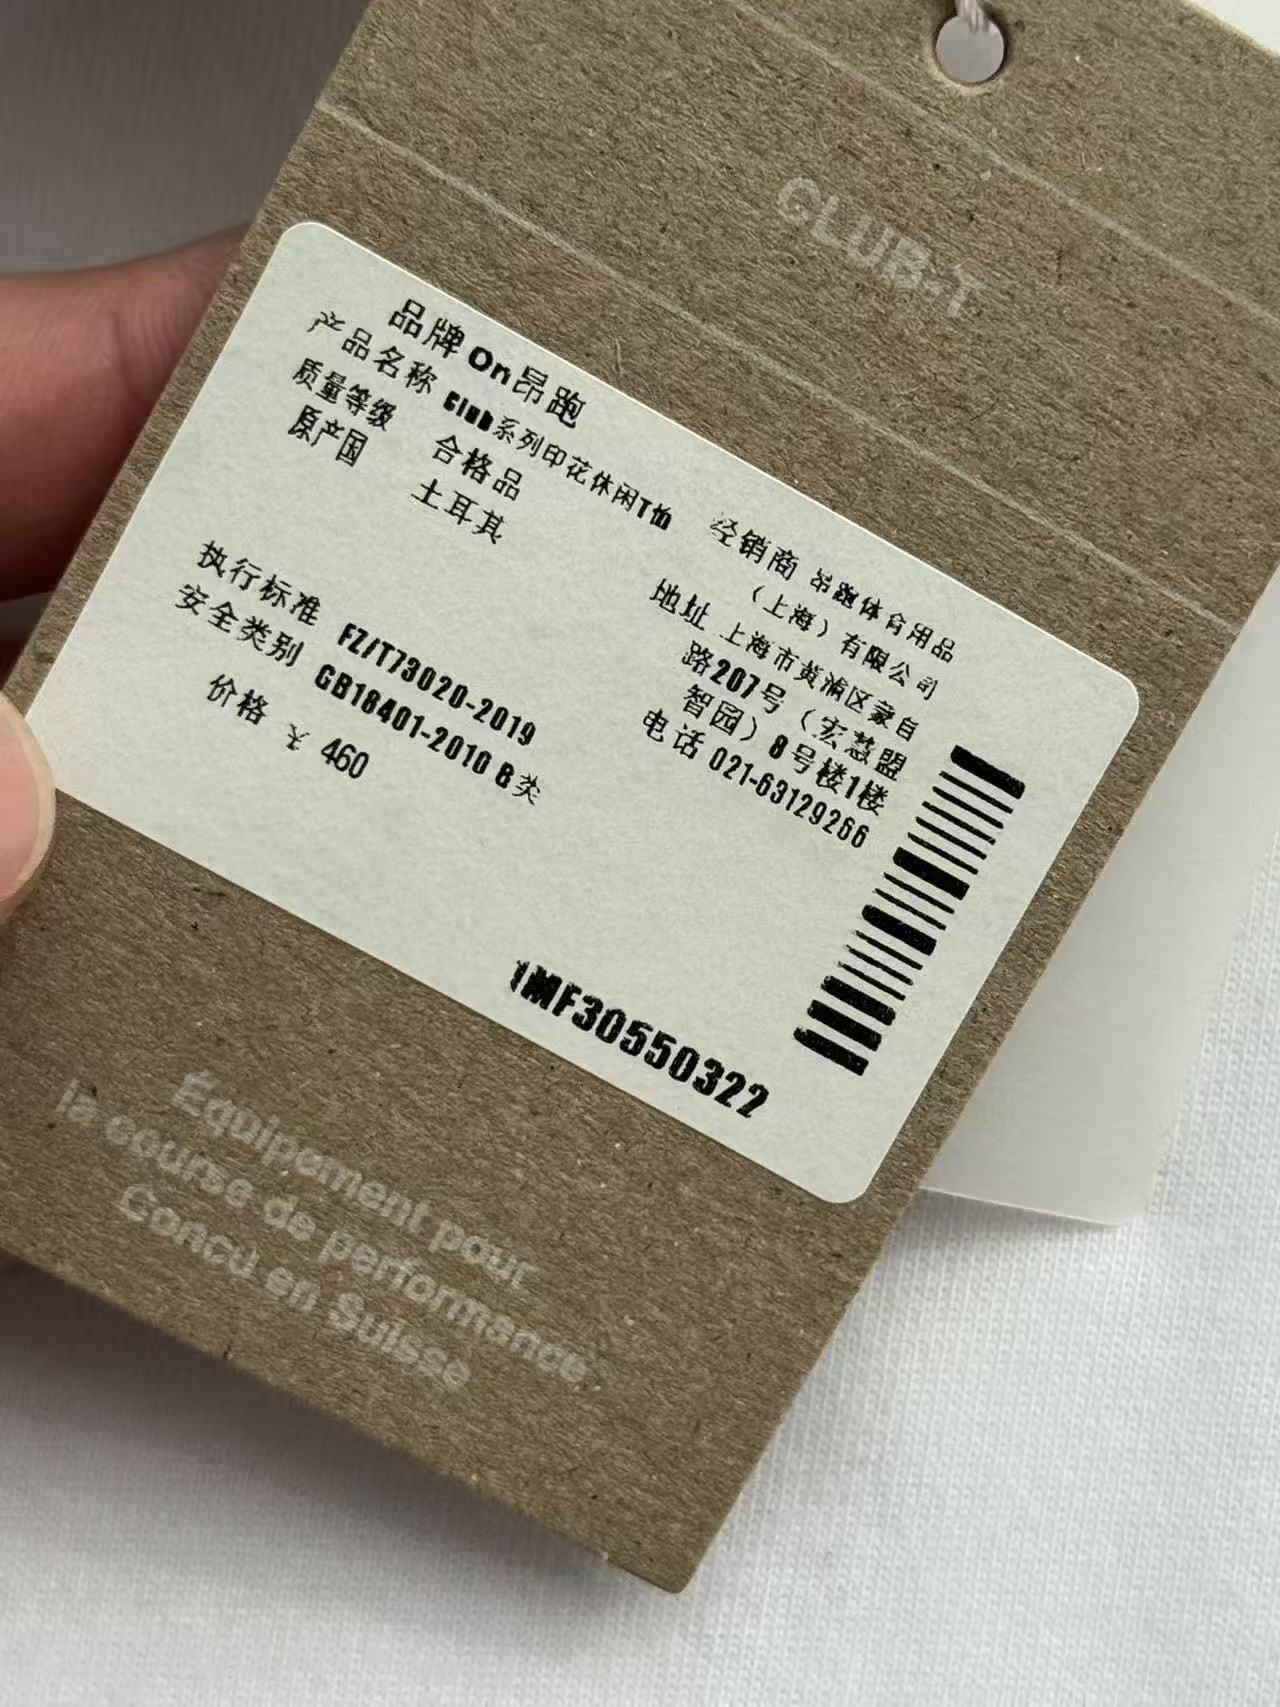 CLUB-T
品牌 On昂跑
产品名称 Club系列印花休闲T恤
质量等级 合格品
原产国 土耳其
执行标准 FZ/T73020-2019
安全类别 GB18401-2010 B类
价格 ¥ 460
经销商 昂跑体育用品
（上海）有限公司
地址 上海市黄浦区蒙自
路207号（宏慧盟
智园）8号楼1楼
电话 021-63129266
1MF30550322
Équipement pour
la course de performance.
Conçu en Suisse